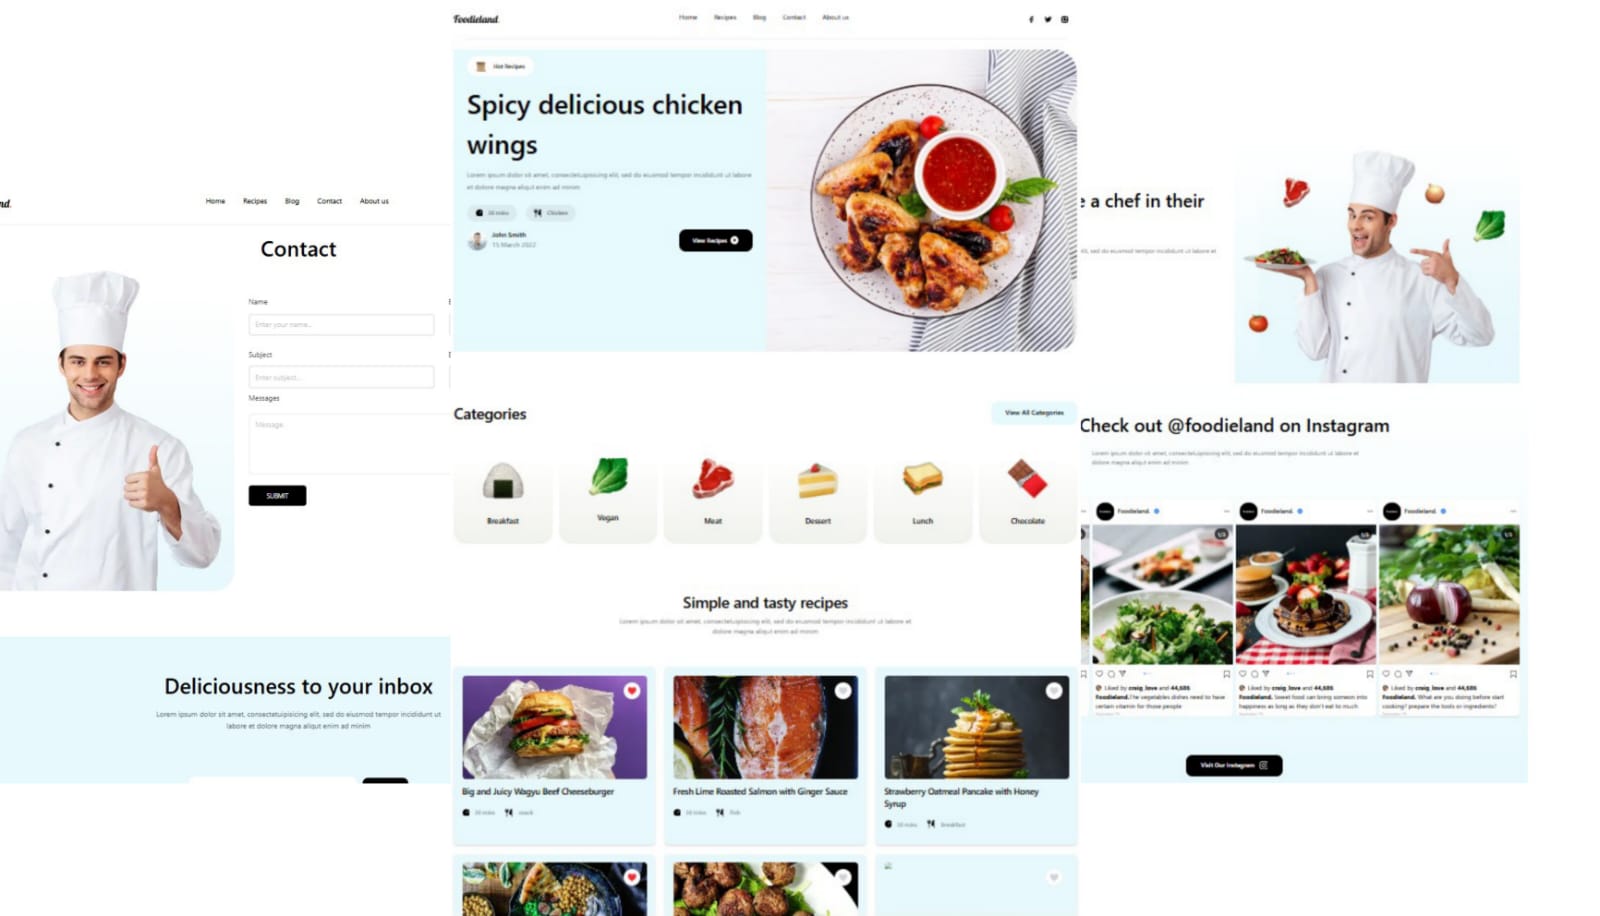 nd.
Home Recipes Blog Contact About us
Contact
Name
Enter your name..
Subject
Enter subject...
Messages
Message
SUBMIT
Deliciousness to your inbox
Lorem ipsum dolor sit amet, consectetuipisicing elit, sed do eiusmod tempor incididunt ut
labore et dolore magna aliqut enim ad minim
Foodieland.
Home Recipes Blog Contact About us
Hot Recipes
Spicy delicious chicken
wings
Lorem ipsum dolor sit amet, consectetuipisicing elit, sed do eiusmod tempor incididunt ut labore
et dolore magna aliqut enim ad minim
30 mins Chicken
John Smith
15 March 2022
View Recipes
Categories
View All Categories
Breakfast
Vegan
Meat
Dessert
Lunch
Chocolate
Simple and tasty recipes
Lorem ipsum dolor sit amet, consectetuipisicing elit, sed do eiusmod tempor incididunt ut labore et
dolore magna aliqut enim ad minim
Big and Juicy Wagyu Beef Cheeseburger
30 mins snack
Fresh Lime Roasted Salmon with Ginger Sauce
30 mins fish
Strawberry Oatmeal Pancake with Honey
Syrup
30 mins breakfast
e a chef in their
elit, sed do eiusmod tempor incididunt ut labore et
Check out @foodieland on Instagram
Lorem ipsum dolor sit amet, consectetuipisicing elit, sed do eiusmod tempor incididunt ut labore et
dolore magna aliqut enim ad minim
Foodieland.
1/3
Liked by craig_love and 44,686
foodieland. The vegetables dishes need to have
certain vitamin for those people
Foodieland.
1/3
Liked by craig_love and 44,686
foodieland. Sweet food can bring someon into
happiness as long as they don't eat to much
Foodieland.
1/3
Liked by craig_love and 44,686
foodieland. What are you doing before start
cooking? prepare the tools or ingredients?
Visit Our Instagram